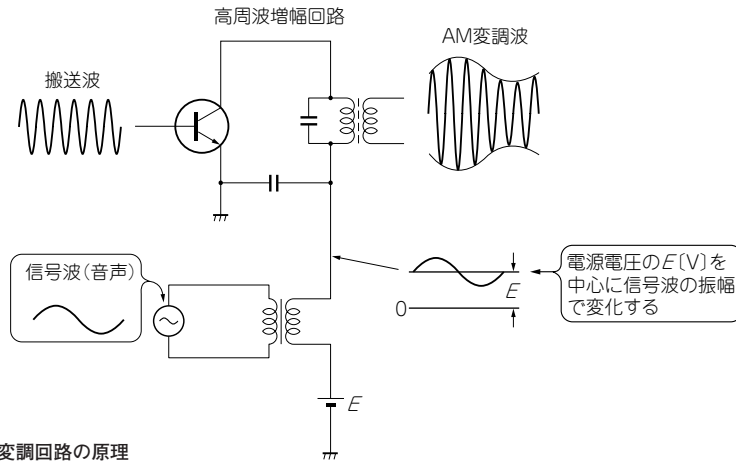 高周波増幅回路
搬送波
AM変調波
信号波(音声)
電源電圧のE〔V〕を
中心に信号波の振幅
で変化する
E
0
E
変調回路の原理